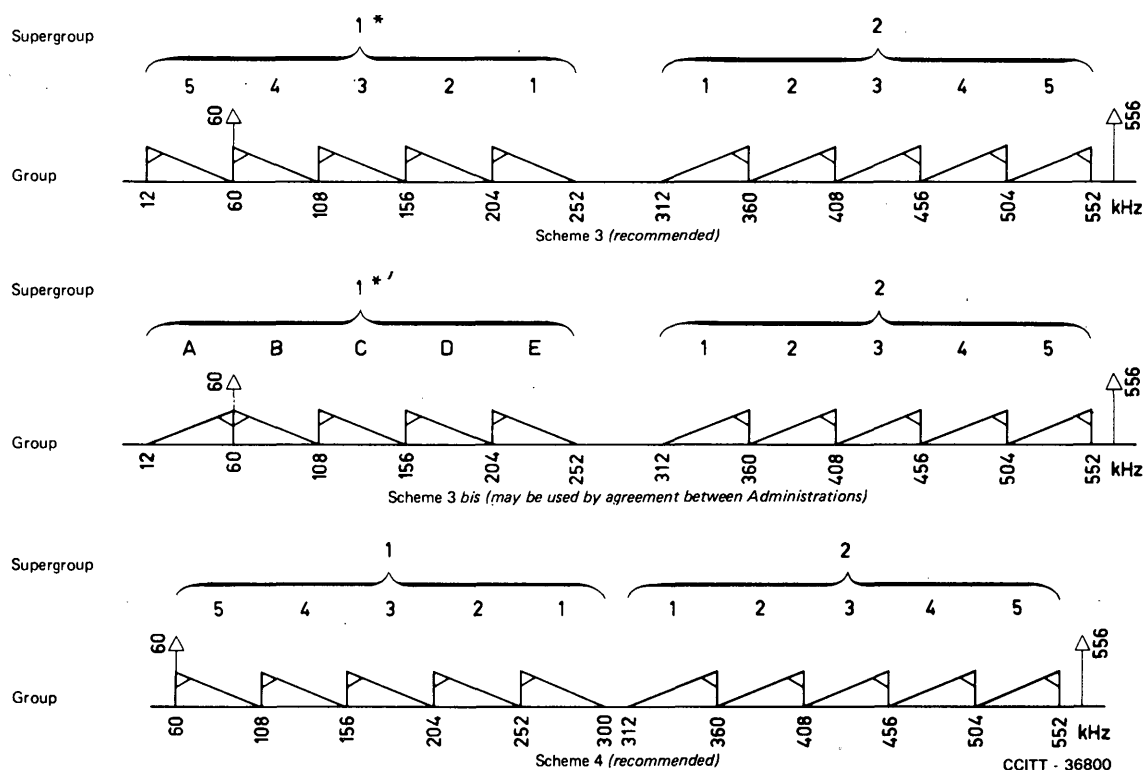 1 * 2
Supergroup
5 4 3 2 1 1 2 3 4 5
60 556
Group
12 60 108 156 204 252 312 360 408 456 504 552 kHz
Scheme 3 (recommended)
1 *′ 2
Supergroup
A B C D E 1 2 3 4 5
60 556
Group
12 60 108 156 204 252 312 360 408 456 504 552 kHz
Scheme 3 bis (may be used by agreement between Administrations)
1 2
Supergroup
5 4 3 2 1 1 2 3 4 5
60 556
Group
60 108 156 204 252 300 312 360 408 456 504 552 kHz
Scheme 4 (recommended)
CCITT - 36800